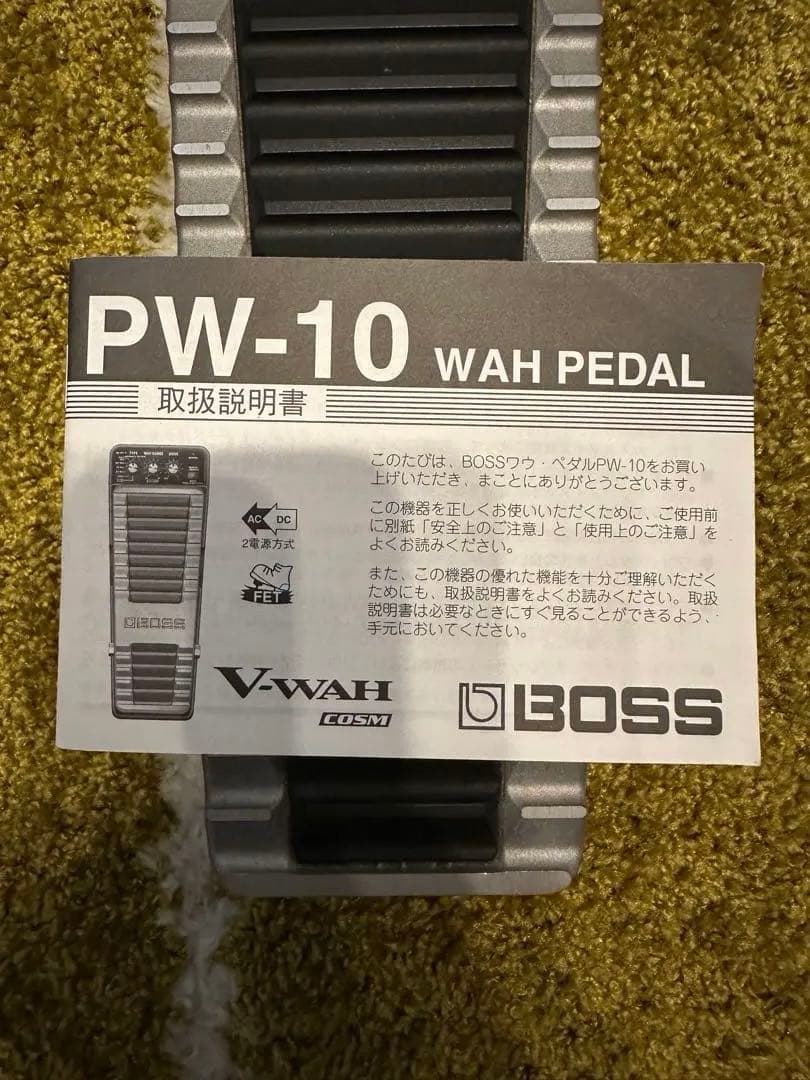 PW-10 WAH PEDAL
取扱説明書
このたびは、BOSSワウ・ペダルPW-10をお買い
上げいただき、まことにありがとうございます。
この機器を正しくお使いいただくために、ご使用前
に別紙「安全上のご注意」と「使用上のご注意」を
よくお読みください。
また、この機器の優れた機能を十分ご理解いただく
ためにも、取扱説明書をよくお読みください。取扱
説明書は必要なときにすぐ見ることができるよう、
手元においてください。
AC DC
2電源方式
FET
BOSS
V-WAH
COSM
BOSS